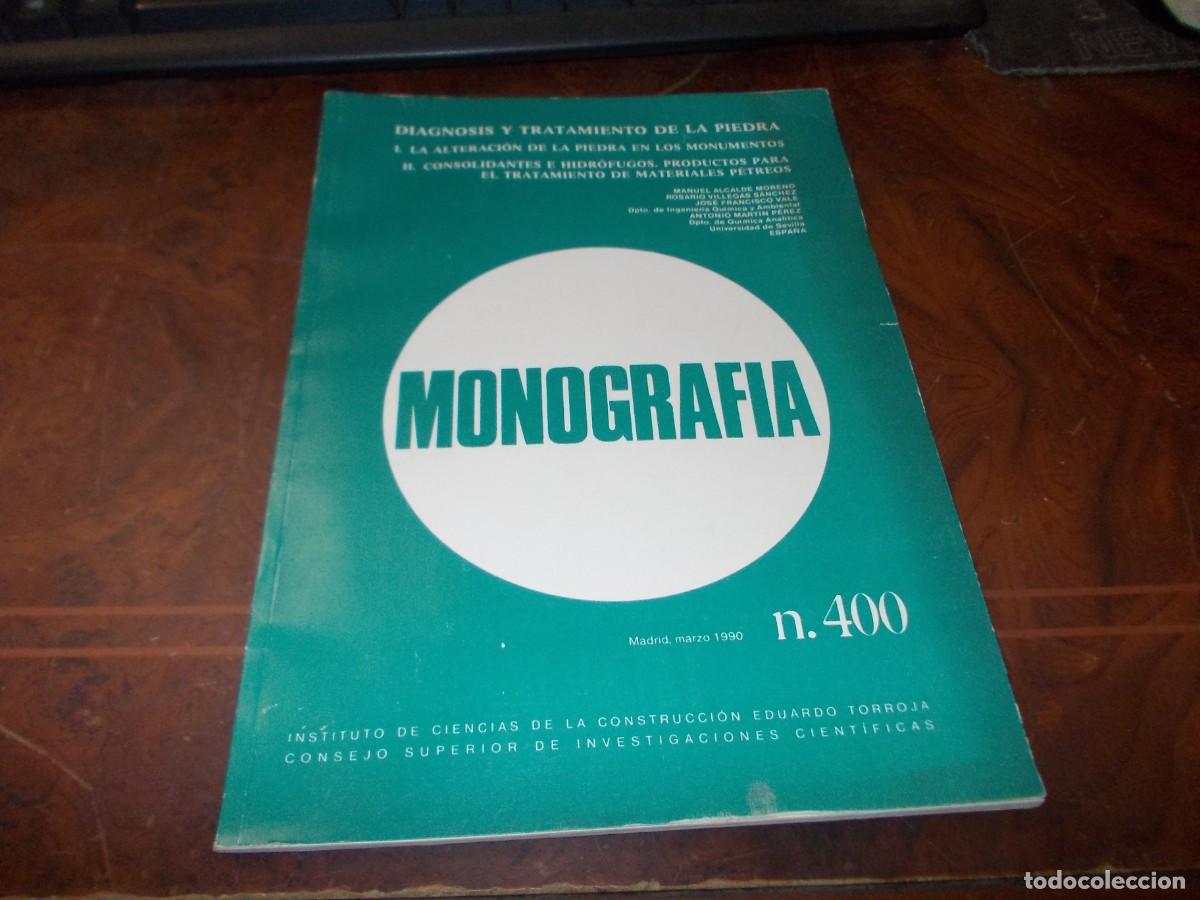 NEW
DIAGNOSIS Y TRATAMIENTO DE LA PIEDRA
I. LA ALTERACIÓN DE LA PIEDRA EN LOS MONUMENTOS
II. CONSOLIDANTES E HIDRÓFUGOS. PRODUCTOS PARA
EL TRATAMIENTO DE MATERIALES PÉTREOS
MANUEL ALCALDE MORENO
ROSARIO VILLEGAS SÁNCHEZ
JOSÉ FRANCISCO VALE
Dpto. de Ingeniería Química y Ambiental
ANTONIO MARTÍN PÉREZ
Dpto. de Química Analítica
Universidad de Sevilla
ESPAÑA
MONOGRAFIA
Madrid, marzo 1990
n.400
INSTITUTO DE CIENCIAS DE LA CONSTRUCCIÓN EDUARDO TORROJA
CONSEJO SUPERIOR DE INVESTIGACIONES CIENTÍFICAS
todocoleccion